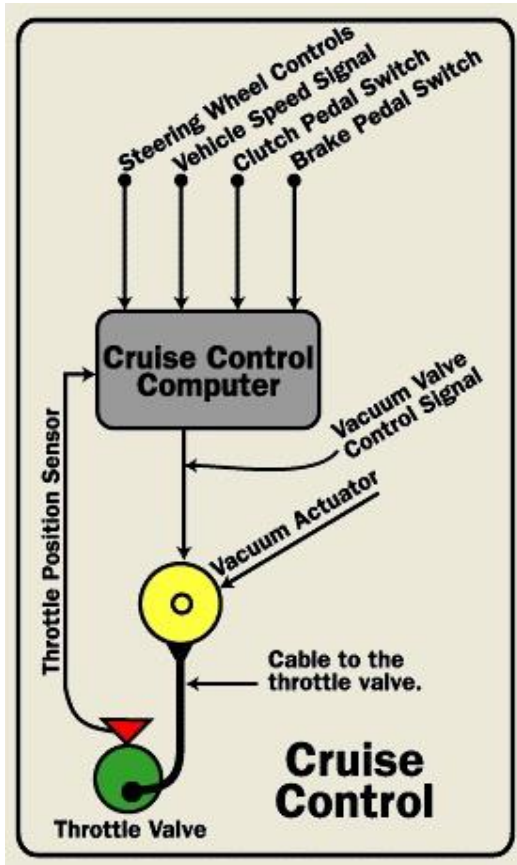 Steering Wheel Controls
Vehicle Speed Signal
Clutch Pedal Switch
Brake Pedal Switch
Cruise Control
Computer
Vacuum Valve
Control Signal
Throttle Position Sensor
Vacuum Actuator
Cable to the
throttle valve.
Throttle Valve
Cruise
Control